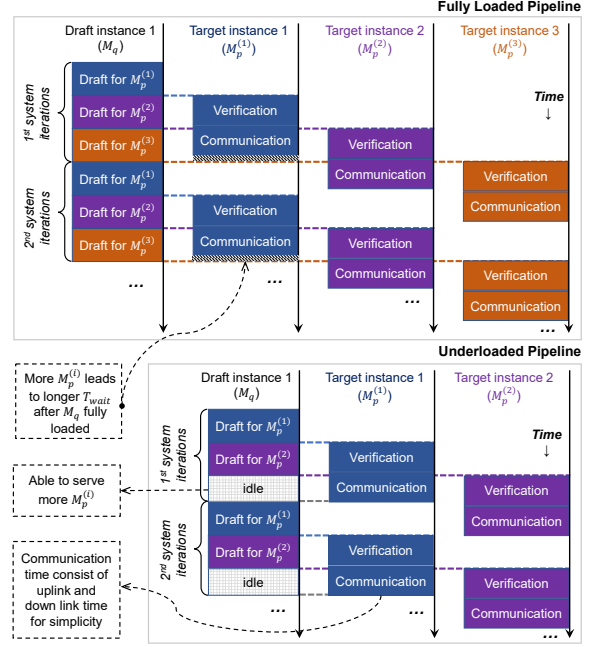 Fully Loaded Pipeline
Draft instance 1
(M_q)
Target instance 1
(M_p^{(1)})
Target instance 2
(M_p^{(2)})
Target instance 3
(M_p^{(3)})
Time
1st system
iterations
Draft for M_p^{(1)}
Draft for M_p^{(2)}
Draft for M_p^{(3)}
Verification
Communication
Verification
Communication
Verification
Communication
2nd system
iterations
Draft for M_p^{(1)}
Draft for M_p^{(2)}
Draft for M_p^{(3)}
Verification
Communication
Verification
Communication
Verification
Communication
...
...
...
...
More M_p^{(i)} leads
to longer T_wait
after M_q fully
loaded
Able to serve
more M_p^{(i)}
Communication
time consist of
uplink and
down link time
for simplicity
Underloaded Pipeline
Draft instance 1
(M_q)
Target instance 1
(M_p^{(1)})
Target instance 2
(M_p^{(2)})
Time
1st system
iterations
Draft for M_p^{(1)}
Draft for M_p^{(2)}
idle
Verification
Communication
Verification
Communication
2nd system
iterations
Draft for M_p^{(1)}
Draft for M_p^{(2)}
idle
Verification
Communication
Verification
Communication
...
...
...